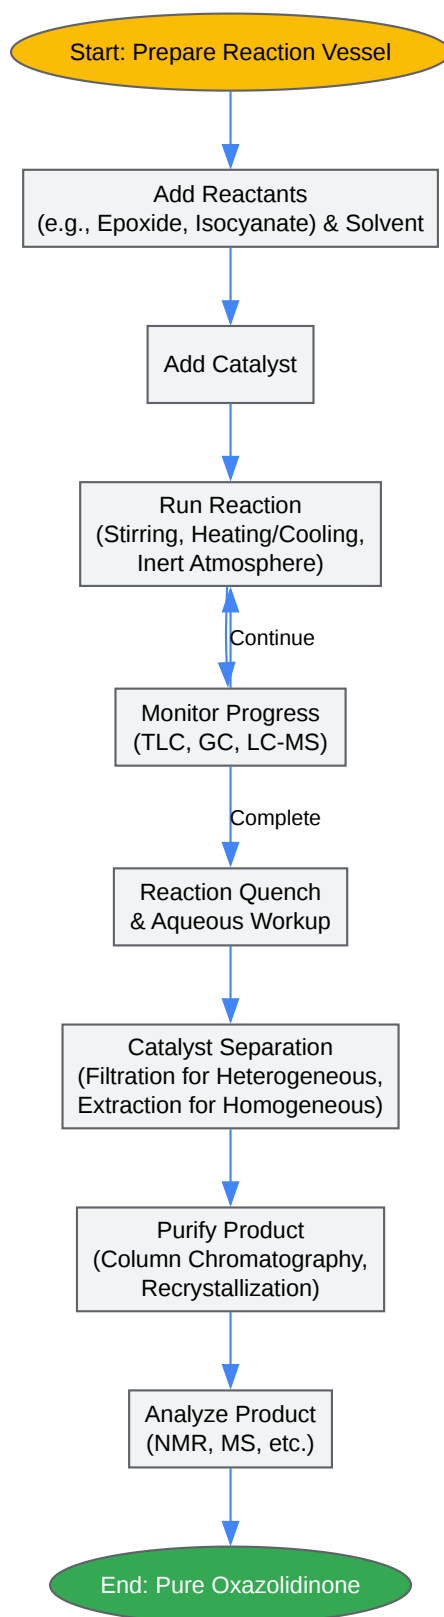 Start: Prepare Reaction Vessel
Add Reactants
(e.g., Epoxide, Isocyanate) & Solvent
Add Catalyst
Run Reaction
(Stirring, Heating/Cooling,
Inert Atmosphere)
Continue
Monitor Progress
(TLC, GC, LC-MS)
Complete
Reaction Quench
& Aqueous Workup
Catalyst Separation
(Filtration for Heterogeneous,
Extraction for Homogeneous)
Purify Product
(Column Chromatography,
Recrystallization)
Analyze Product
(NMR, MS, etc.)
End: Pure Oxazolidinone